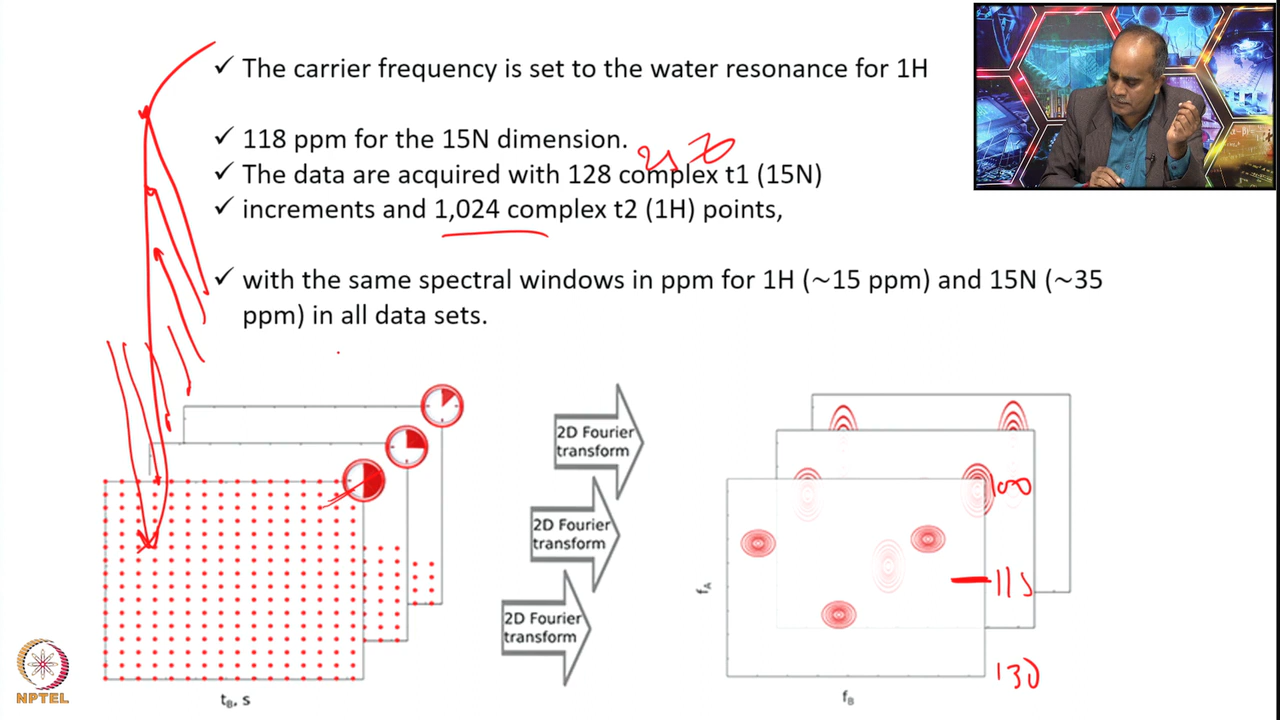 ✓ The carrier frequency is set to the water resonance for 1H
✓ 118 ppm for the 15N dimension.
✓ The data are acquired with 128 complex t1 (15N)
✓ increments and 1,024 complex t2 (1H) points,
✓ with the same spectral windows in ppm for 1H (~15 ppm) and 15N (~35
ppm) in all data sets.
2D Fourier
transform
2D Fourier
transform
2D Fourier
transform
100
115
130
fA
tB, s
fB
NPTEL